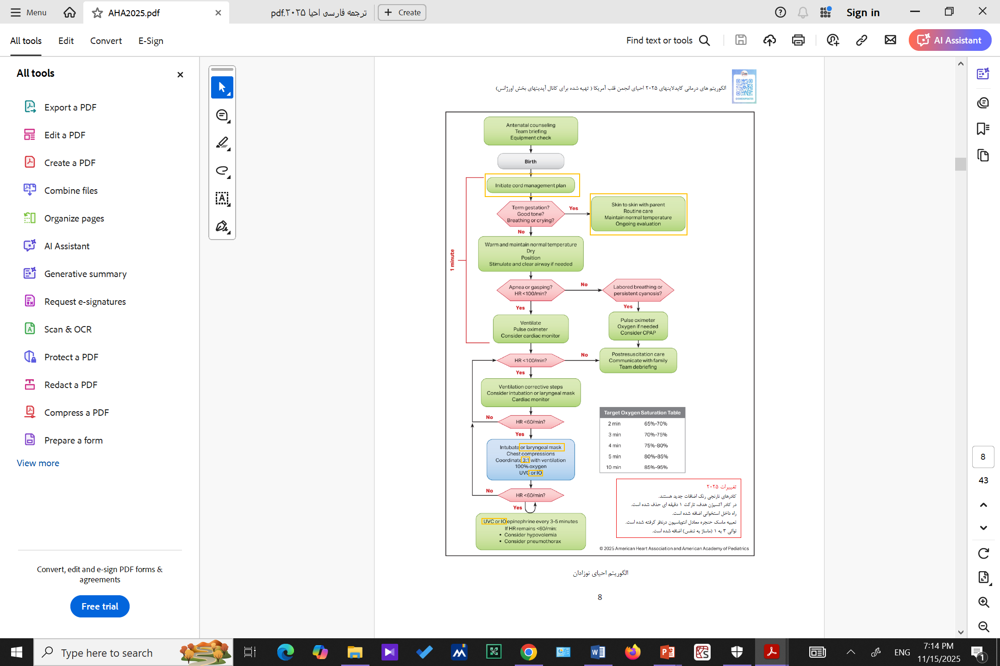 Menu
AHA2025.pdf
ترجمه فارسی احیا ۲۰۲۵.pdf
Create
Sign in
All tools
Edit
Convert
E-Sign
Find text or tools
AI Assistant
All tools
Export a PDF
Edit a PDF
Create a PDF
Combine files
Organize pages
AI Assistant
Generative summary
Request e-signatures
Scan & OCR
Protect a PDF
Redact a PDF
Compress a PDF
Prepare a form
View more
Convert, edit and e-sign PDF forms &
agreements
Free trial
الگوریتم های درمانی گایدلاینهای ۲۰۲۵ احیای انجمن قلب آمریکا ( تهیه شده برای کانال آپدیتهای بخش اورژانس)
@EMEDUPDATES
Antenatal counseling
Team briefing
Equipment check
Birth
Initiate cord management plan
Term gestation?
Good tone?
Breathing or crying?
Yes
Skin to skin with parent
Routine care
Maintain normal temperature
Ongoing evaluation
No
Warm and maintain normal temperature
Dry
Position
Stimulate and clear airway if needed
1 minute
Apnea or gasping?
HR <100/min?
No
Labored breathing or
persistent cyanosis?
Yes
Yes
Ventilate
Pulse oximeter
Consider cardiac monitor
Pulse oximeter
Oxygen if needed
Consider CPAP
HR <100/min?
No
Postresuscitation care
Communicate with family
Team debriefing
Yes
Ventilation corrective steps
Consider intubation or laryngeal mask
Cardiac monitor
No
HR <60/min?
Yes
Intubate or laryngeal mask
Chest compressions
Coordinate 3:1 with ventilation
100% oxygen
UVC or IO
No
HR <60/min?
Yes
UVC or IO epinephrine every 3-5 minutes
If HR remains <60/min:
• Consider hypovolemia
• Consider pneumothorax
Target Oxygen Saturation Table
2 min 65%-70%
3 min 70%-75%
4 min 75%-80%
5 min 80%-85%
10 min 85%-95%
تغییرات ۲۰۲۵
کادرهای نارنجی رنگ اضافات جدید هستند.
در کادر اکسیژن هدف، تارگت ۱ دقیقه ای حذف شده است.
راه داخل استخوانی اضافه شده است.
تعبیه ماسک حنجره معادل انتوباسیون درنظر گرفته شده است.
توالی ۳ به ۱ (ماساژ به تنفس) اضافه شده است.
© 2025 American Heart Association and American Academy of Pediatrics
الگوریتم احیای نوزادان
8
8
43
Type here to search
ENG
7:14 PM
11/15/2025
1